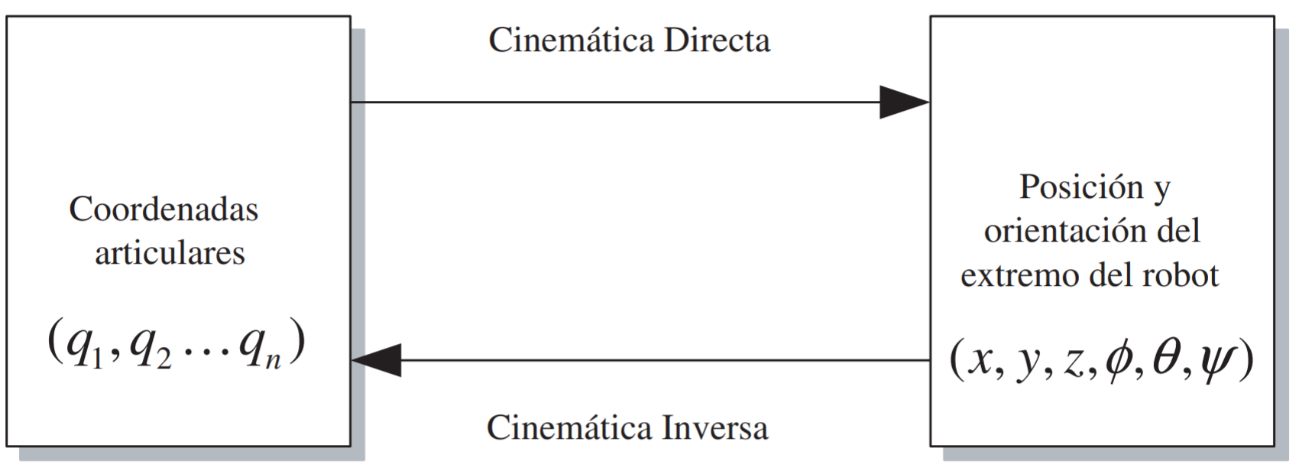 Cinemática Directa
Coordenadas
articulares
(q₁, q₂ … qₙ)
Posición y
orientación del
extremo del robot
(x, y, z, ϕ, θ, ψ)
Cinemática Inversa